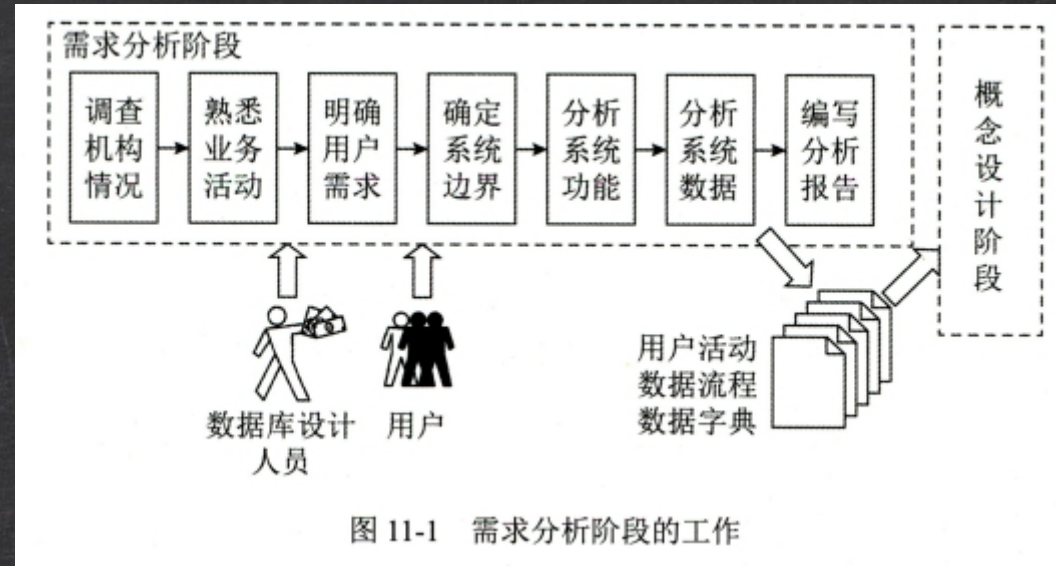 需求分析阶段
调查
机构
情况
熟悉
业务
活动
明确
用户
需求
确定
系统
边界
分析
系统
功能
分析
系统
数据
编写
分析
报告
概
念
设
计
阶
段
数据库设计
人员
用户
用户活动
数据流程
数据字典
图 11-1 需求分析阶段的工作